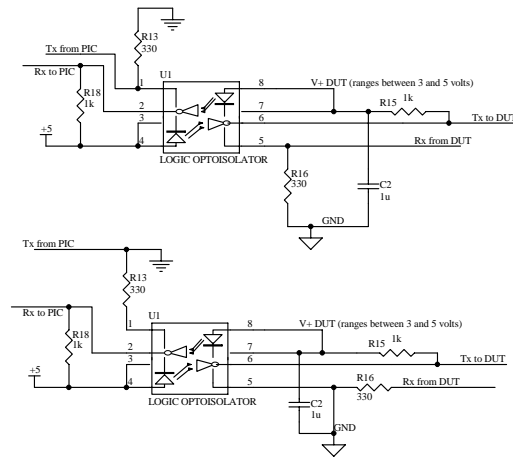 R13
330
Tx from PIC
Rx to PIC
U1
R18
1k
+5
1
2
3
4
8
7
6
5
V+ DUT (ranges between 3 and 5 volts)
R15
1k
Tx to DUT
Rx from DUT
LOGIC OPTOISOLATOR
R16
330
C2
1u
GND
Tx from PIC
R13
330
Rx to PIC
U1
R18
1k
+5
1
2
3
4
8
7
6
5
V+ DUT (ranges between 3 and 5 volts)
R15
1k
Tx to DUT
R16
330
Rx from DUT
LOGIC OPTOISOLATOR
C2
1u
GND